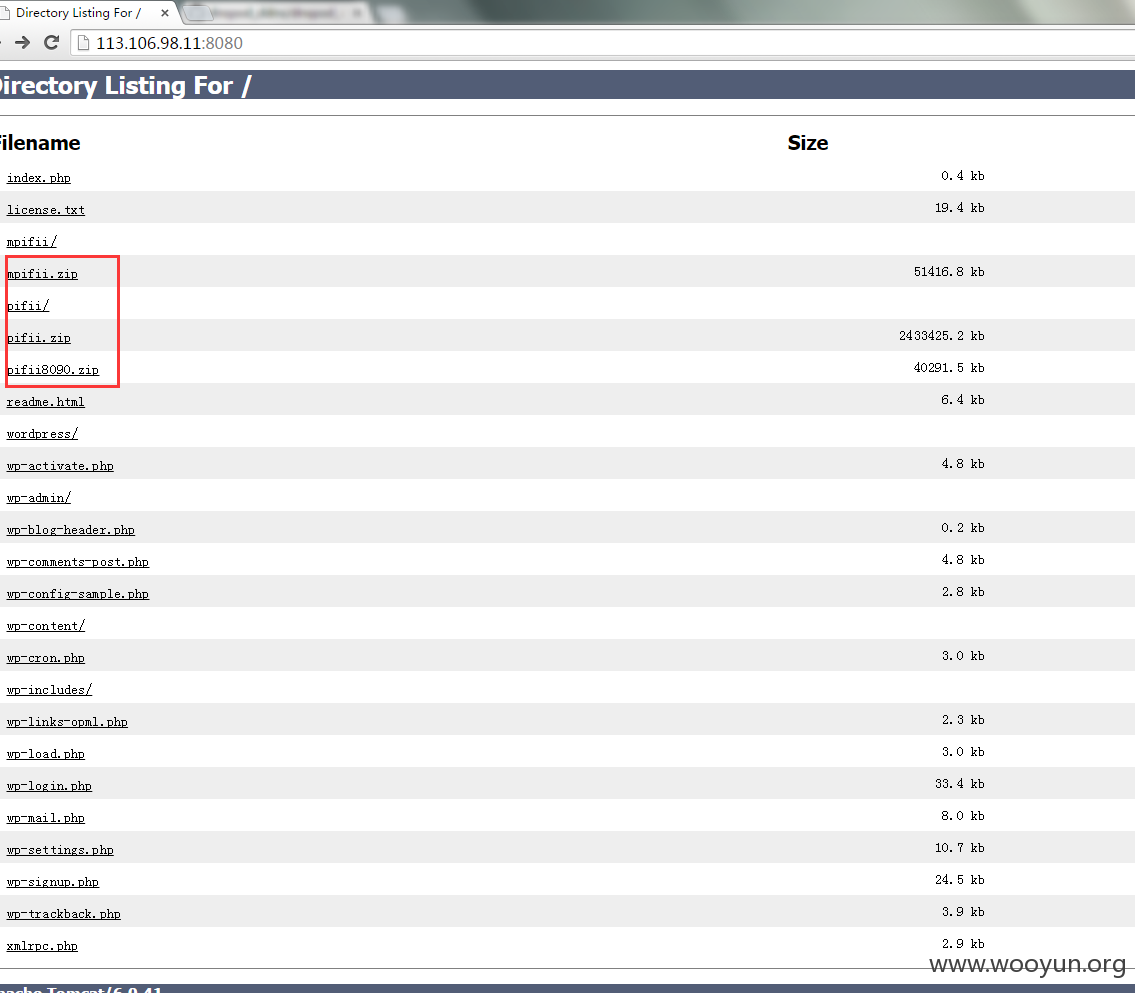 Directory Listing For /
113.106.98.11:8080
Directory Listing For /
Filename Size
index.php 0.4 kb
license.txt 19.4 kb
mpifii/
mpifii.zip 51416.8 kb
pifii/
pifii.zip 2433425.2 kb
pifii8090.zip 40291.5 kb
readme.html 6.4 kb
wordpress/
wp-activate.php 4.8 kb
wp-admin/
wp-blog-header.php 0.2 kb
wp-comments-post.php 4.8 kb
wp-config-sample.php 2.8 kb
wp-content/
wp-cron.php 3.0 kb
wp-includes/
wp-links-opml.php 2.3 kb
wp-load.php 3.0 kb
wp-login.php 33.4 kb
wp-mail.php 8.0 kb
wp-settings.php 10.7 kb
wp-signup.php 24.5 kb
wp-trackback.php 3.9 kb
xmlrpc.php 2.9 kb
www.wooyun.org
Apache Tomcat/6.0.41